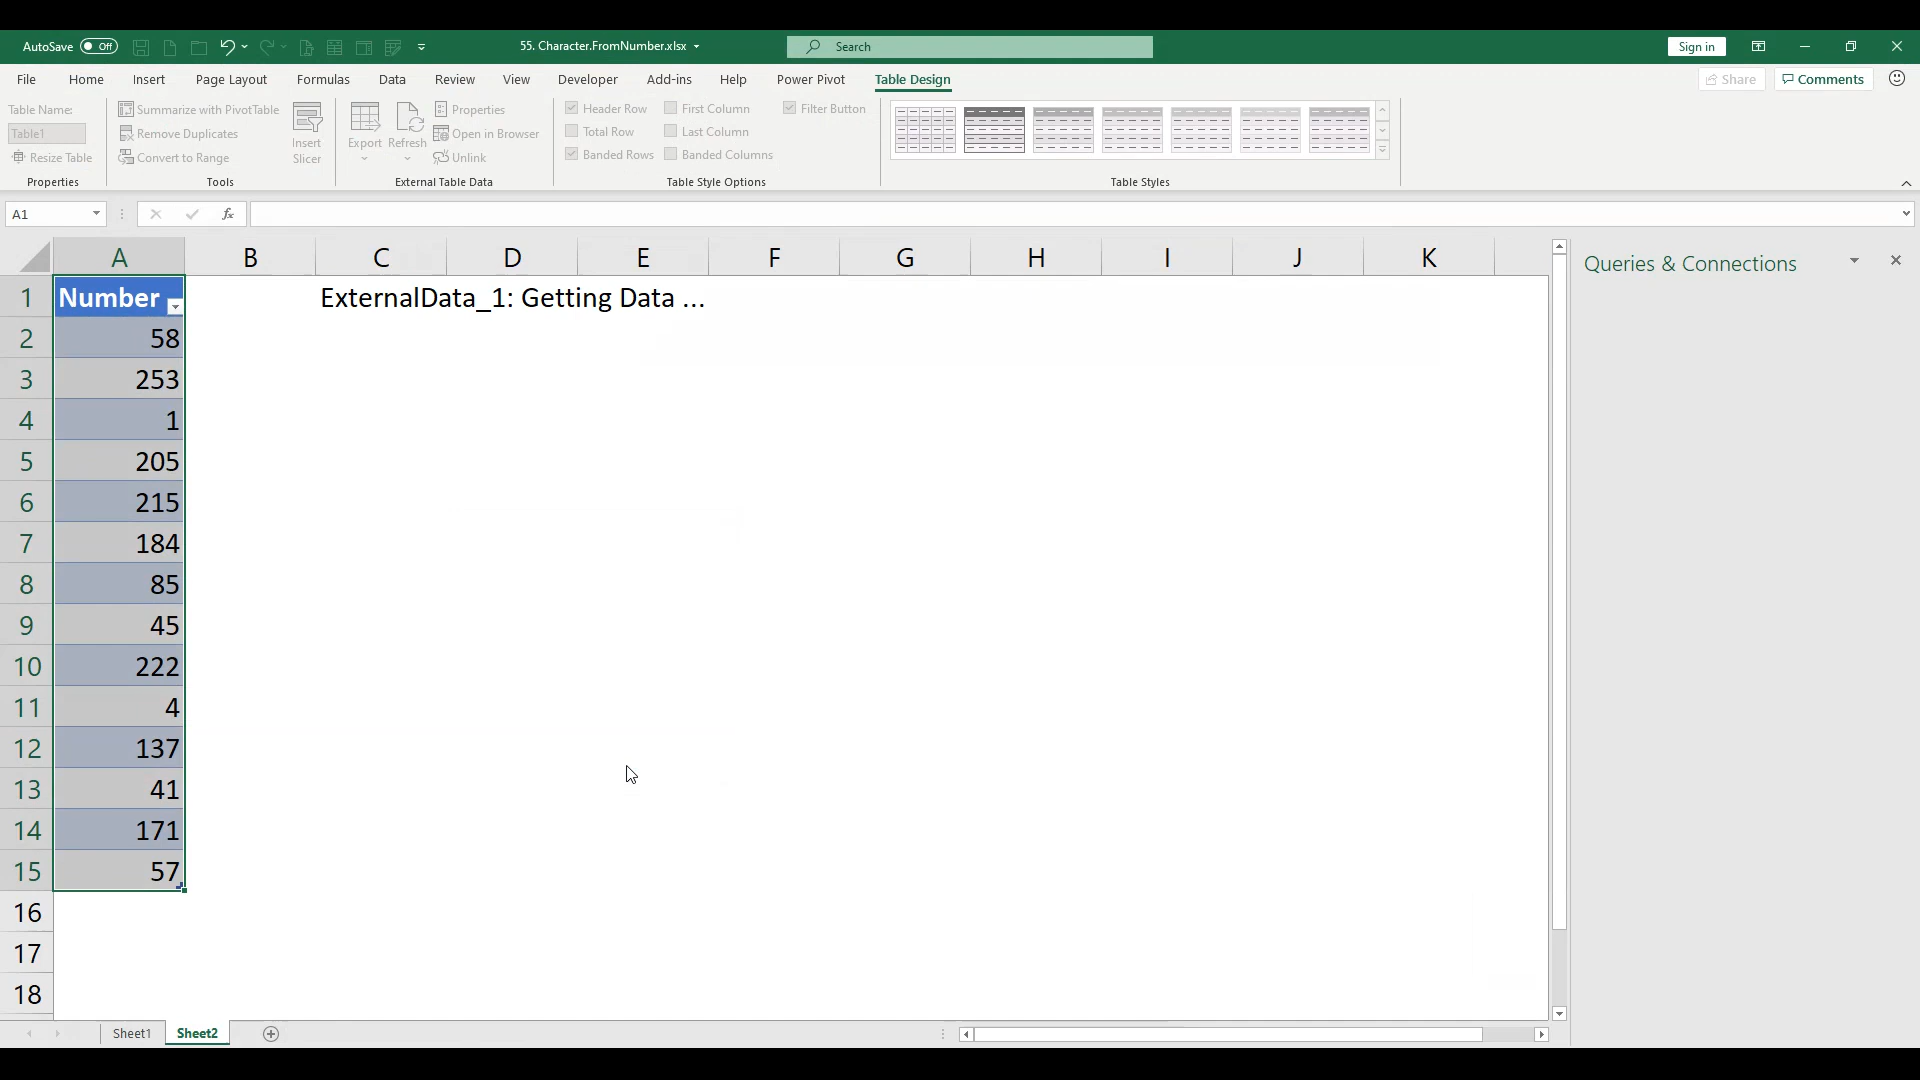 AutoSave Off
55. Character.FromNumber.xlsx
Search
Sign in
File Home Insert Page Layout Formulas Data Review View Developer Add-ins Help Power Pivot Table Design
Share Comments
Table Name:
Table1
Resize Table
Properties
Summarize with PivotTable
Remove Duplicates
Convert to Range
Insert
Slicer
Tools
Export
Refresh
Properties
Open in Browser
Unlink
External Table Data
Header Row First Column Filter Button
Total Row Last Column
Banded Rows Banded Columns
Table Style Options
Table Styles
A1
fx
A B C D E F G H I J K
Queries & Connections
1 Number ExternalData_1: Getting Data ...
2 58
3 253
4 1
5 205
6 215
7 184
8 85
9 45
10 222
11 4
12 137
13 41
14 171
15 57
16
17
18
Sheet1 Sheet2